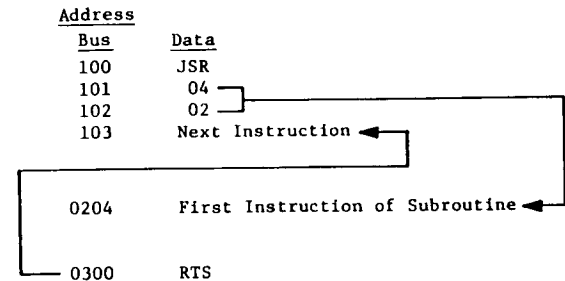 Address
Bus Data
100 JSR
101 04
102 02
103 Next Instruction
0204 First Instruction of Subroutine
0300 RTS